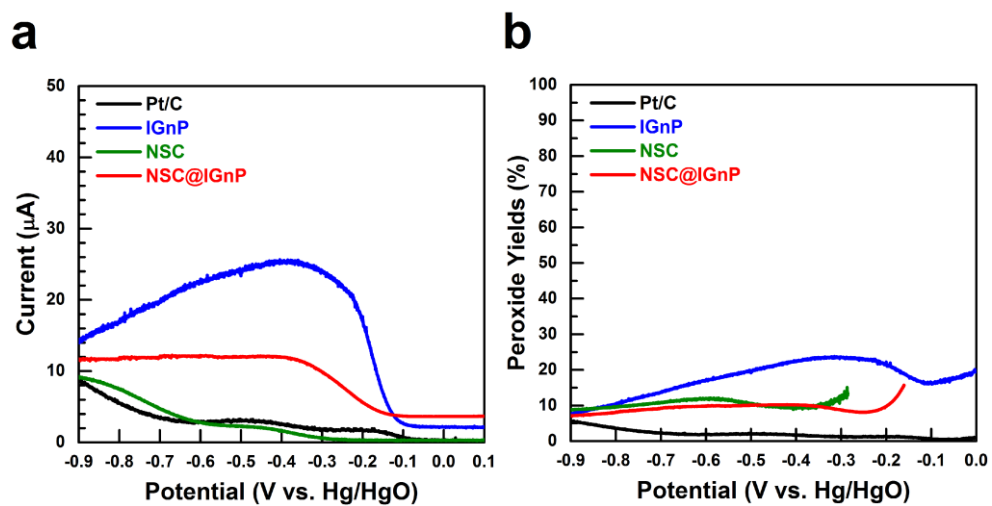 a
50
40
30
20
10
0
Current (μA)
Pt/C
IGnP
NSC
NSC@IGnP
-0.9 -0.8 -0.7 -0.6 -0.5 -0.4 -0.3 -0.2 -0.1 0.0 0.1
Potential (V vs. Hg/HgO)
b
100
90
80
70
60
50
40
30
20
10
0
Peroxide Yields (%)
Pt/C
IGnP
NSC
NSC@IGnP
-0.9 -0.8 -0.7 -0.6 -0.5 -0.4 -0.3 -0.2 -0.1 0.0
Potential (V vs. Hg/HgO)